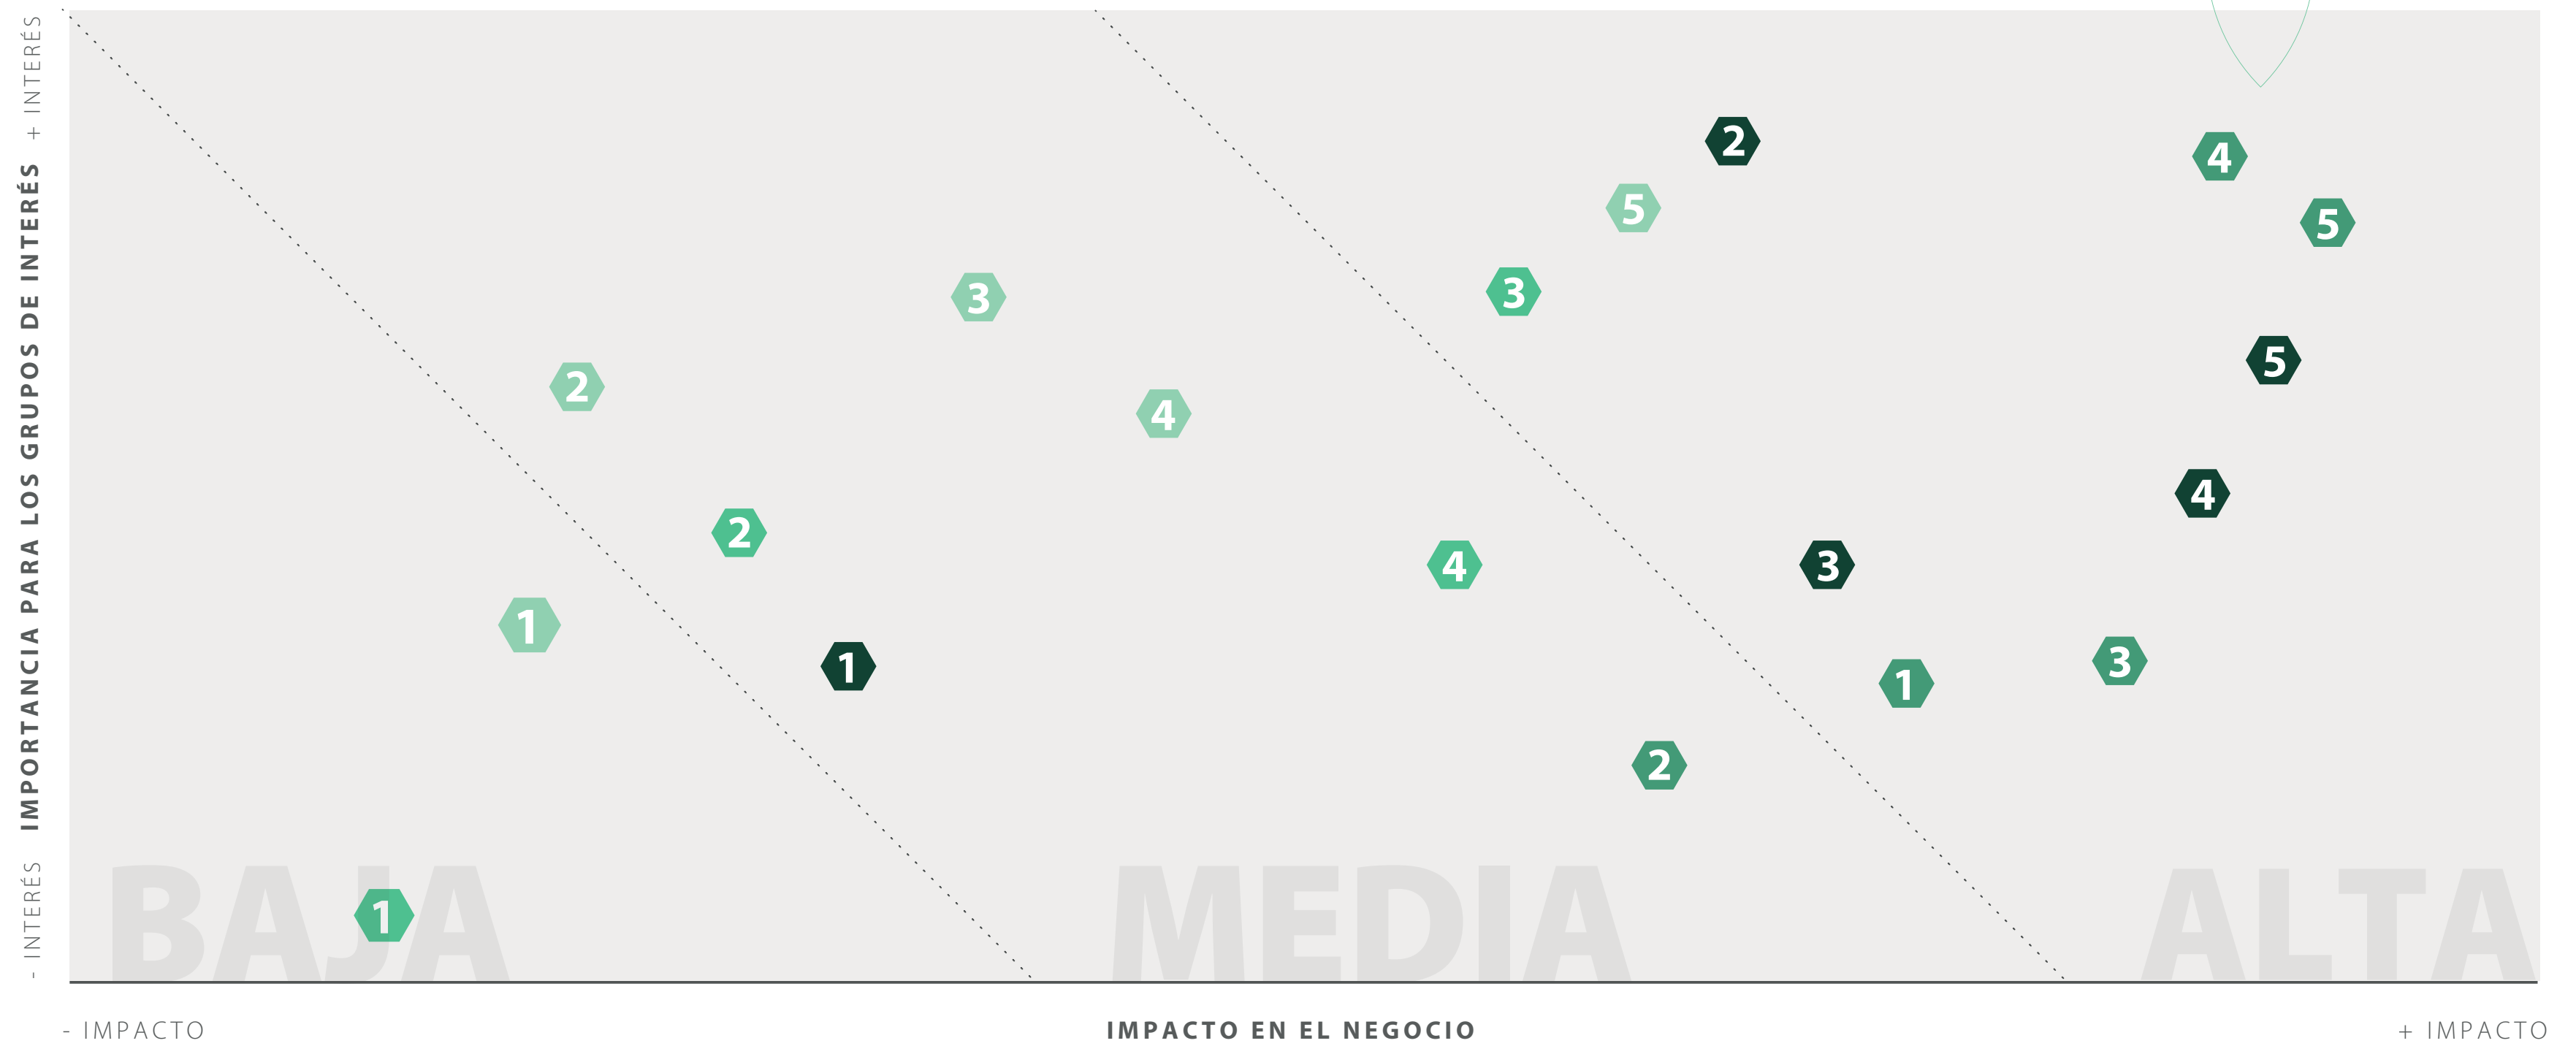 + INTERÉS
IMPORTANCIA PARA LOS GRUPOS DE INTERÉS
- INTERÉS
2
4
5
5
3
3
5
2
4
4
2
4
3
1
3
1
1
2
1
BAJA
MEDIA
ALTA
- IMPACTO
IMPACTO EN EL NEGOCIO
+ IMPACTO